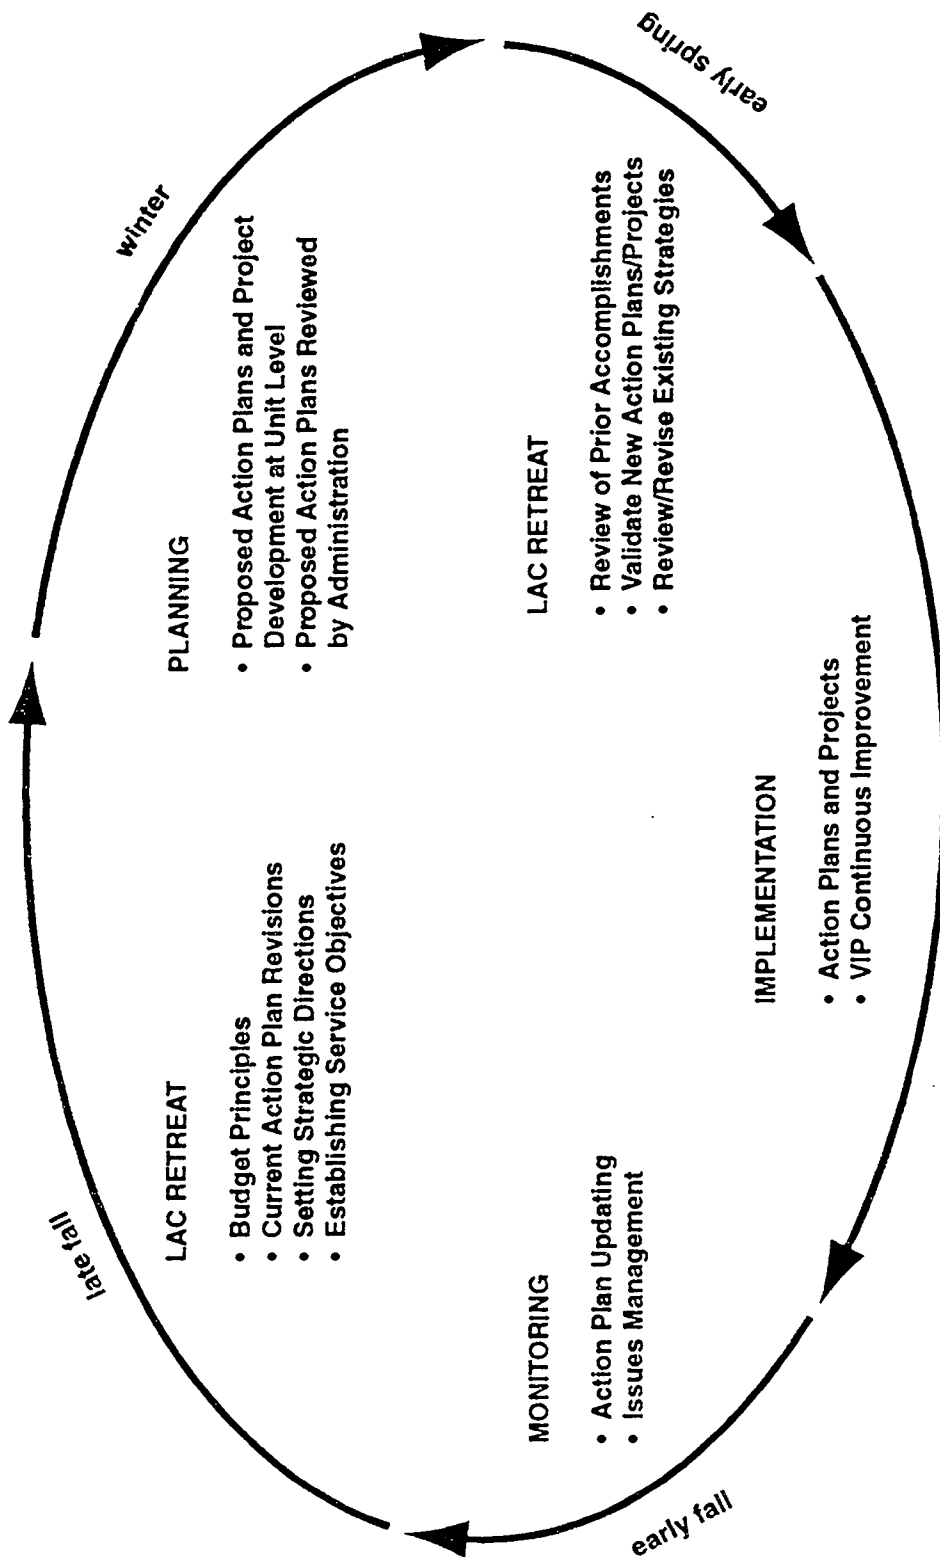 late fall
LAC RETREAT
• Budget Principles
• Current Action Plan Revisions
• Setting Strategic Directions
• Establishing Service Objectives
winter
PLANNING
• Proposed Action Plans and Project
Development at Unit Level
• Proposed Action Plans Reviewed
by Administration
early spring
LAC RETREAT
• Review of Prior Accomplishments
• Validate New Action Plans/Projects
• Review/Revise Existing Strategies
IMPLEMENTATION
• Action Plans and Projects
• VIP Continuous Improvement
MONITORING
• Action Plan Updating
• Issues Management
early fall